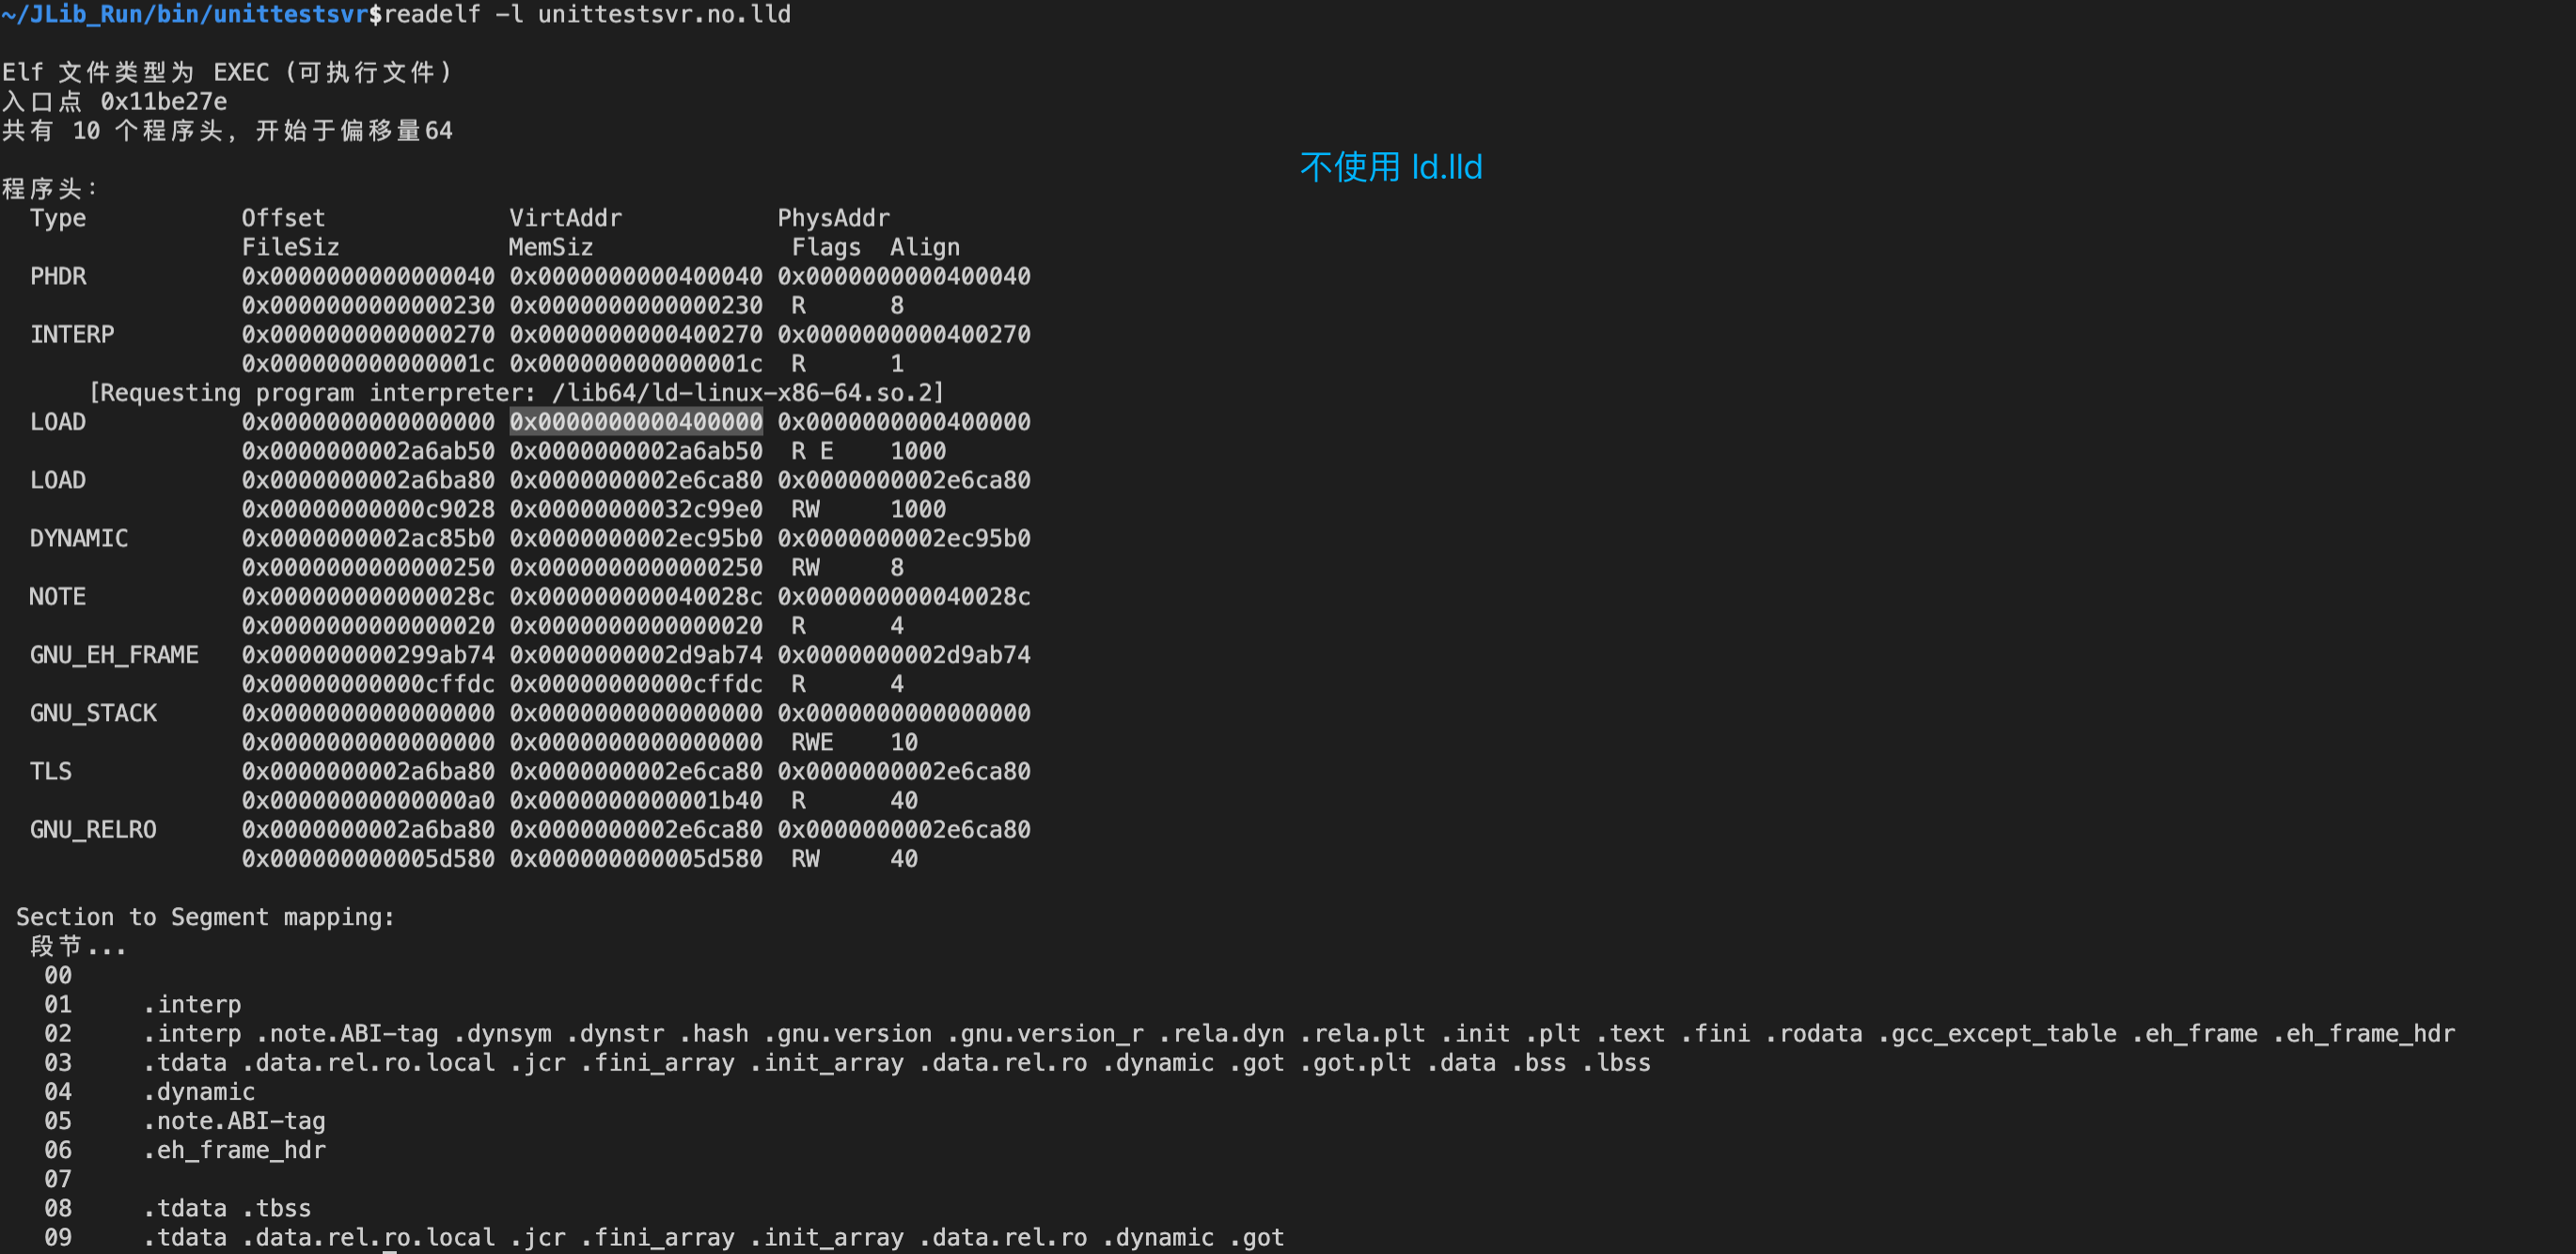 ~/JLib_Run/bin/unittestsvr$readelf -l unittestsvr.no.lld
Elf 文件类型为 EXEC (可执行文件)
入口点 0x11be27e
共有 10 个程序头, 开始于偏移量64
不使用 ld.lld
程序头:
Type Offset VirtAddr PhysAddr
FileSiz MemSiz Flags Align
PHDR 0x0000000000000040 0x0000000000400040 0x0000000000400040
0x0000000000000230 0x0000000000000230 R 8
INTERP 0x0000000000000270 0x0000000000400270 0x0000000000400270
0x000000000000001c 0x000000000000001c R 1
[Requesting program interpreter: /lib64/ld-linux-x86-64.so.2]
LOAD 0x0000000000000000 0x0000000000400000 0x0000000000400000
0x0000000002a6ab50 0x0000000002a6ab50 R E 1000
LOAD 0x0000000002a6ba80 0x0000000002e6ca80 0x0000000002e6ca80
0x00000000000c9028 0x00000000032c99e0 RW 1000
DYNAMIC 0x0000000002ac85b0 0x0000000002ec95b0 0x0000000002ec95b0
0x0000000000000250 0x0000000000000250 RW 8
NOTE 0x000000000000028c 0x000000000040028c 0x000000000040028c
0x0000000000000020 0x0000000000000020 R 4
GNU_EH_FRAME 0x000000000299ab74 0x0000000002d9ab74 0x0000000002d9ab74
0x00000000000cffdc 0x00000000000cffdc R 4
GNU_STACK 0x0000000000000000 0x0000000000000000 0x0000000000000000
0x0000000000000000 0x0000000000000000 RWE 10
TLS 0x0000000002a6ba80 0x0000000002e6ca80 0x0000000002e6ca80
0x00000000000000a0 0x0000000000001b40 R 40
GNU_RELRO 0x0000000002a6ba80 0x0000000002e6ca80 0x0000000002e6ca80
0x000000000005d580 0x000000000005d580 RW 40
Section to Segment mapping:
段节...
00
01 .interp
02 .interp .note.ABI-tag .dynsym .dynstr .hash .gnu.version .gnu.version_r .rela.dyn .rela.plt .init .plt .text .fini .rodata .gcc_except_table .eh_frame .eh_frame_hdr
03 .tdata .data.rel.ro.local .jcr .fini_array .init_array .data.rel.ro .dynamic .got .got.plt .data .bss .lbss
04 .dynamic
05 .note.ABI-tag
06 .eh_frame_hdr
07
08 .tdata .tbss
09 .tdata .data.rel.ro.local .jcr .fini_array .init_array .data.rel.ro .dynamic .got